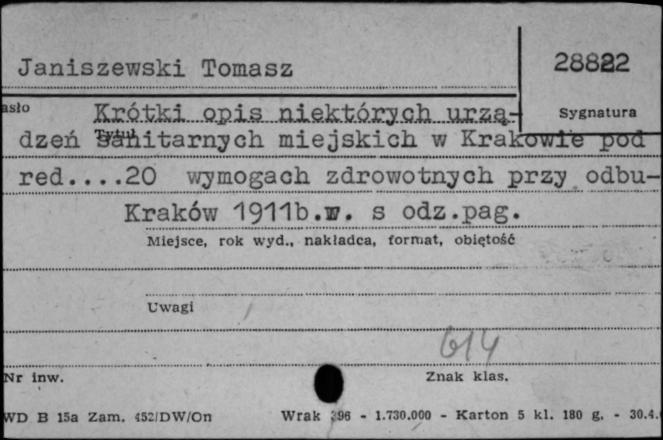 Janiszewski Tomasz
28822
asło
Krótki opis niektórych urzą-
Sygnatura
Tytuł
dzeń sanitarnych miejskich w Krakowie pod
red....20 wymogach zdrowotnych przy odbu-
Kraków 1911b.w. s odz.pag.
Miejsce, rok wyd., nakładca, format, obiętość
Uwagi
614
Nr inw.
Znak klas.
WD B 15a Zam. 452/DW/On
Wrak 396 - 1.730.000 - Karton 5 kl. 180 g. - 30.4.